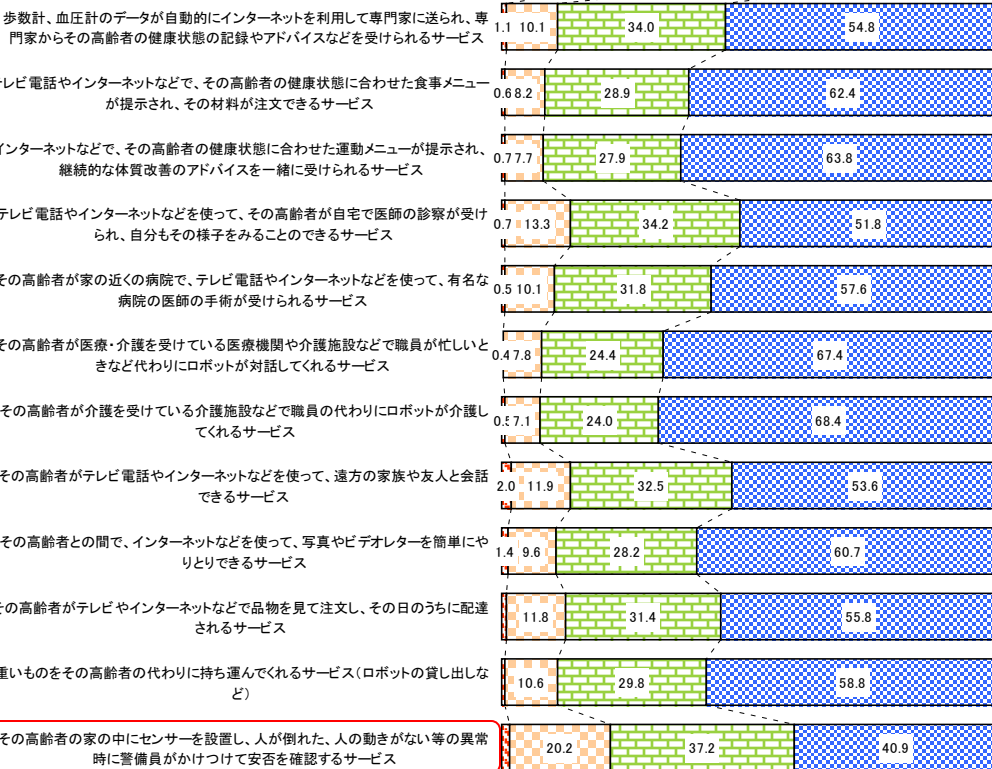 歩数計、血圧計のデータが自動的にインターネットを利用して専門家に送られ、専
門家からその高齢者の健康状態の記録やアドバイスなどを受けられるサービス
1.1 10.1 34.0 54.8
テレビ電話やインターネットなどで、その高齢者の健康状態に合わせた食事メニュー
が提示され、その材料が注文できるサービス
0.6 8.2 28.9 62.4
インターネットなどで、その高齢者の健康状態に合わせた運動メニューが提示され、
継続的な体質改善のアドバイスを一緒に受けられるサービス
0.7 7.7 27.9 63.8
テレビ電話やインターネットなどを使って、その高齢者が自宅で医師の診察が受け
られ、自分もその様子をみることのできるサービス
0.7 13.3 34.2 51.8
その高齢者が家の近くの病院で、テレビ電話やインターネットなどを使って、有名な
病院の医師の手術が受けられるサービス
0.5 10.1 31.8 57.6
その高齢者が医療・介護を受けている医療機関や介護施設などで職員が忙しいと
きなど代わりにロボットが対話してくれるサービス
0.4 7.8 24.4 67.4
その高齢者が介護を受けている介護施設などで職員の代わりにロボットが介護し
てくれるサービス
0.5 7.1 24.0 68.4
その高齢者がテレビ電話やインターネットなどを使って、遠方の家族や友人と会話
できるサービス
2.0 11.9 32.5 53.6
その高齢者との間で、インターネットなどを使って、写真やビデオレターを簡単にや
りとりできるサービス
1.4 9.6 28.2 60.7
その高齢者がテレビやインターネットなどで品物を見て注文し、その日のうちに配達
されるサービス
11.8 31.4 55.8
重いものをその高齢者の代わりに持ち運んでくれるサービス(ロボットの貸し出しな
ど)
10.6 29.8 58.8
その高齢者の家の中にセンサーを設置し、人が倒れた、人の動きがない等の異常
時に警備員がかけつけて安否を確認するサービス
20.2 37.2 40.9